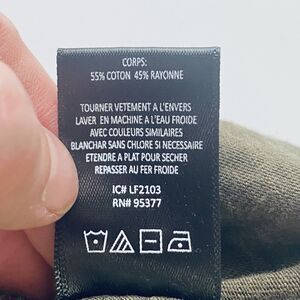 CORPS:
55% COTON 45% RAYONNE
TOURNER VETEMENT A L'ENVERS
LAVER EN MACHINE A L'EAU FROIDE
AVEC COULEURS SIMILAIRES
BLANCHAR SANS CHLORE SI NECESSAIRE
ETENDRE A PLAT POUR SECHER
REPASSER AU FER FROIDE
IC# LF2103
RN# 95377